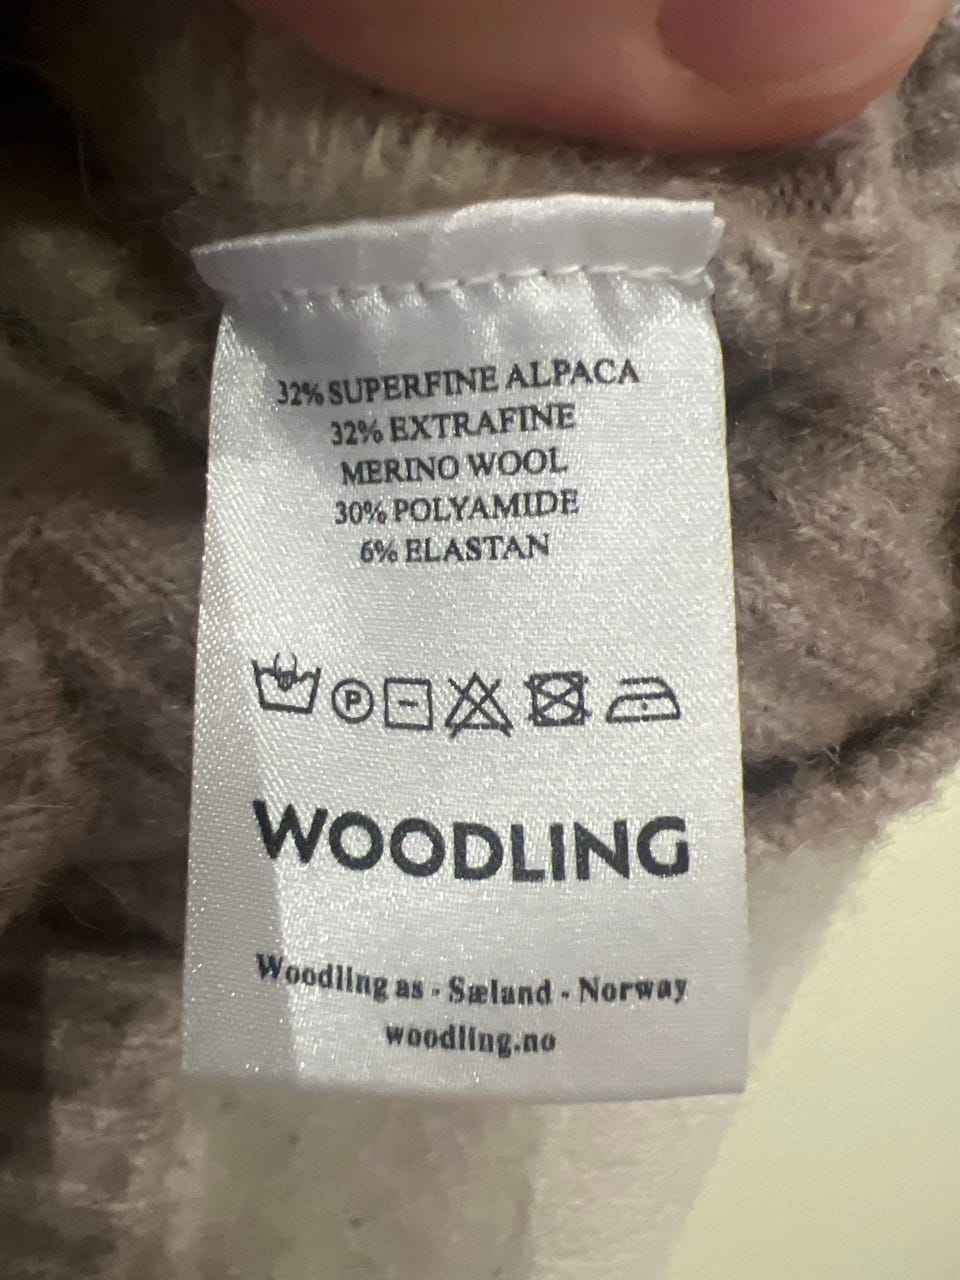 32% SUPERFINE ALPACA
32% EXTRAFINE
MERINO WOOL
30% POLYAMIDE
6% ELASTAN
P
WOODLING
Woodling as - Sæland - Norway
woodling.no